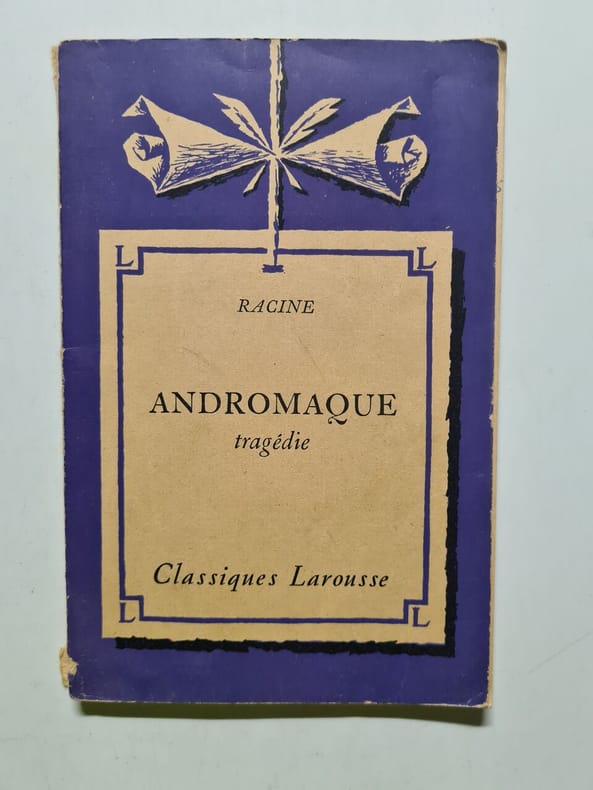 L L
RACINE
ANDROMAQUE
tragédie
Classiques Larousse
L L